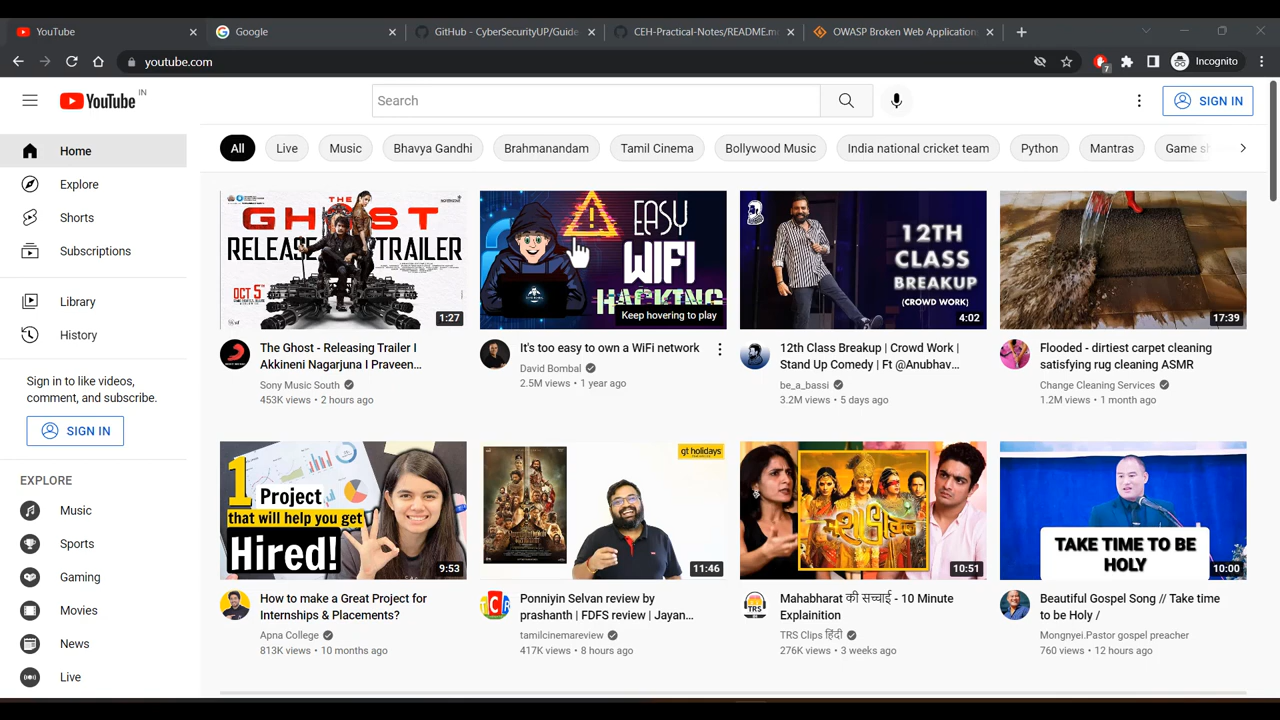 YouTube
Google
GitHub - CyberSecurityUP/Guide
CEH-Practical-Notes/README.m
OWASP Broken Web Application
youtube.com
7
Incognito
YouTube IN
Search
SIGN IN
All
Live
Music
Bhavya Gandhi
Brahmanandam
Tamil Cinema
Bollywood Music
India national cricket team
Python
Mantras
Game sh
Home
Explore
Shorts
Subscriptions
Library
History
Sign in to like videos,
comment, and subscribe.
SIGN IN
EXPLORE
Music
Sports
Gaming
Movies
News
Live
THE
GHOST
RELEASE TRAILER
OCT 5TH
1:27
The Ghost - Releasing Trailer I
Akkineni Nagarjuna I Praveen...
Sony Music South
453K views • 2 hours ago
EASY
WIFI
HACKING
Keep hovering to play
It's too easy to own a WiFi network
David Bombal
2.5M views • 1 year ago
12TH
CLASS
BREAKUP
(CROWD WORK)
4:02
12th Class Breakup | Crowd Work |
Stand Up Comedy | Ft @Anubhav...
be_a_bassi
3.2M views • 5 days ago
17:39
Flooded - dirtiest carpet cleaning
satisfying rug cleaning ASMR
Change Cleaning Services
1.2M views • 1 month ago
1 Project
that will help you get
Hired!
9:53
How to make a Great Project for
Internships & Placements?
Apna College
813K views • 10 months ago
gt holidays
11:46
TCR
Ponniyin Selvan review by
prashanth | FDFS review | Jayan...
tamilcinemareview
417K views • 8 hours ago
महाभारत
10:51
TRS
Mahabharat की सच्चाई - 10 Minute
Explainition
TRS Clips हिंदी
276K views • 3 weeks ago
TAKE TIME TO BE
HOLY
10:00
Beautiful Gospel Song // Take time
to be Holy /
Mongnyei.Pastor gospel preacher
760 views • 12 hours ago